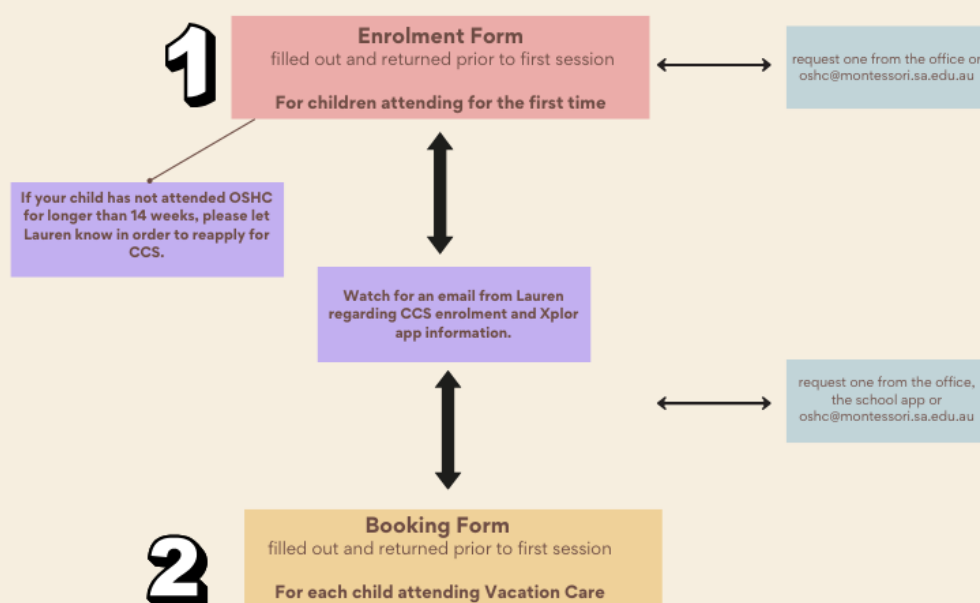 1
Enrolment Form
filled out and returned prior to first session
For children attending for the first time
request one from the office or
oshc@montessori.sa.edu.au
If your child has not attended OSHC
for longer than 14 weeks, please let
Lauren know in order to reapply for
CCS.
Watch for an email from Lauren
regarding CCS enrolment and Xplor
app information.
request one from the office,
the school app or
oshc@montessori.sa.edu.au
2
Booking Form
filled out and returned prior to first session
For each child attending Vacation Care